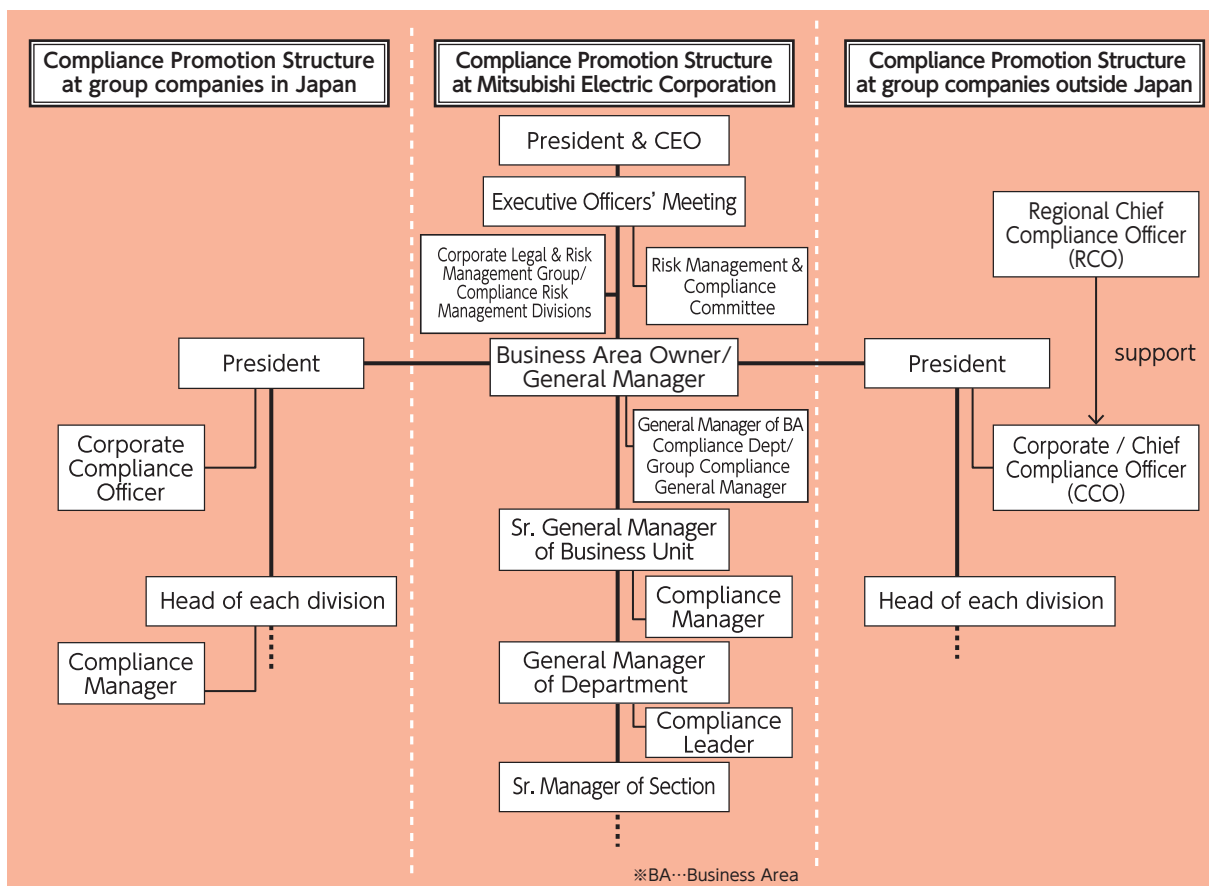 Compliance Promotion Structure
at group companies in Japan
Compliance Promotion Structure
at Mitsubishi Electric Corporation
Compliance Promotion Structure
at group companies outside Japan
President & CEO
Executive Officers’ Meeting
Corporate Legal & Risk
Management Group/
Compliance Risk
Management Divisions
Risk Management &
Compliance
Committee
Business Area Owner/
General Manager
General Manager of BA
Compliance Dept/
Group Compliance
General Manager
Sr. General Manager
of Business Unit
Compliance
Manager
General Manager
of Department
Compliance
Leader
Sr. Manager of Section
President
Corporate
Compliance
Officer
Head of each division
Compliance
Manager
Regional Chief
Compliance Officer
(RCO)
support
President
Corporate / Chief
Compliance Officer
(CCO)
Head of each division
※BA…Business Area